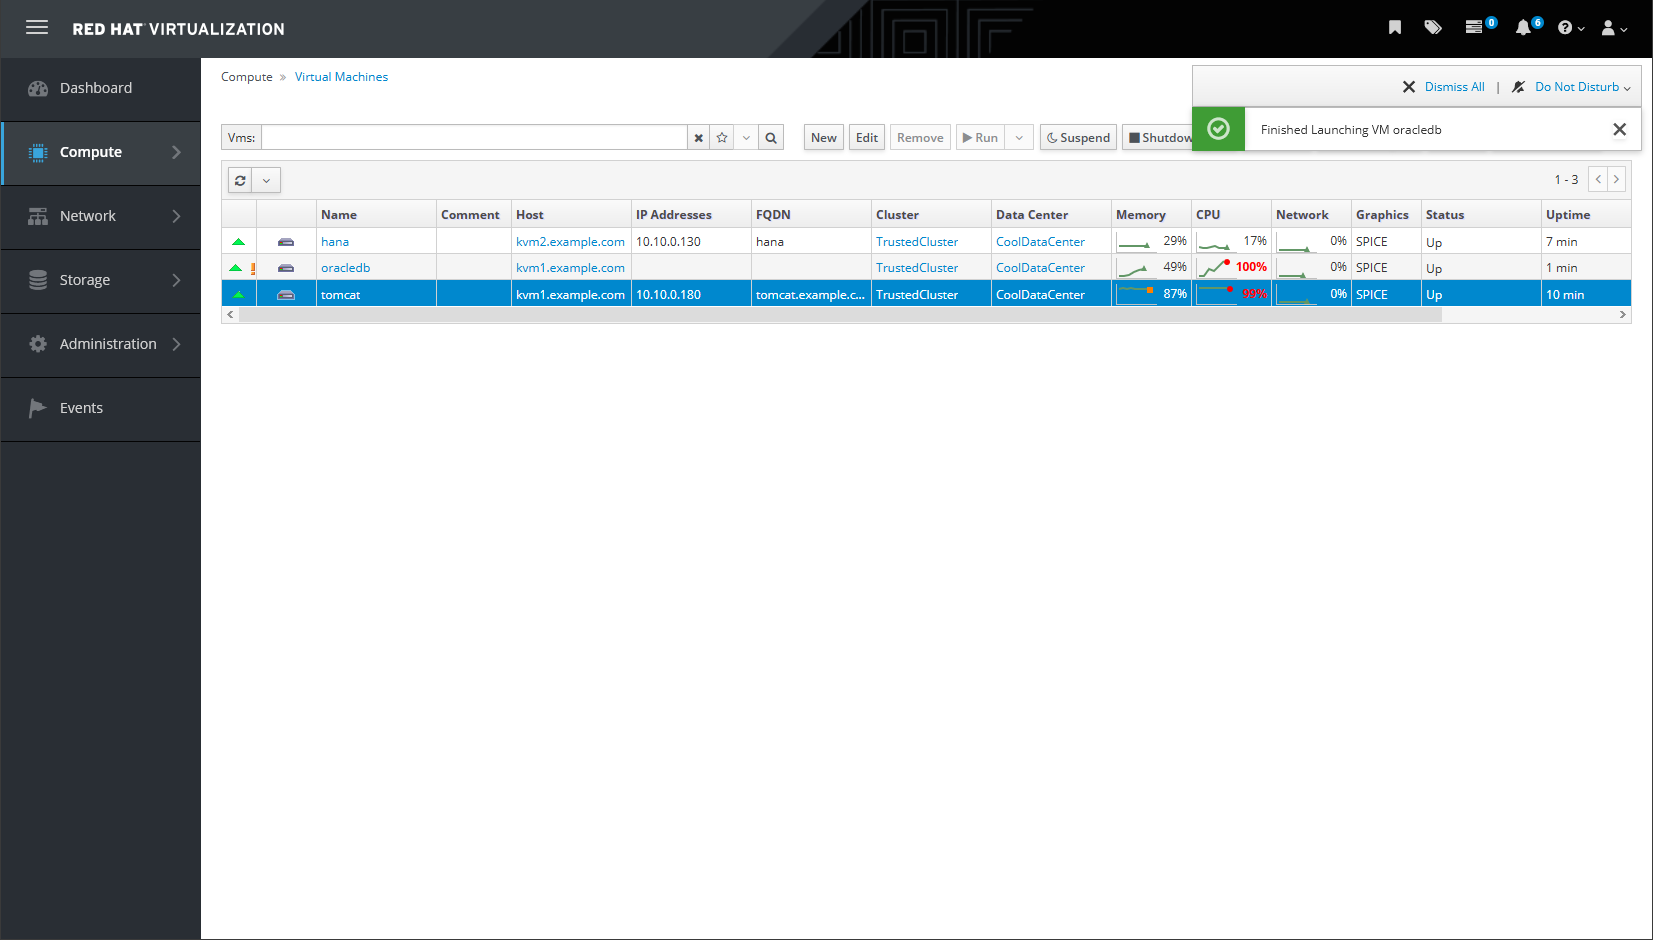 RED HAT VIRTUALIZATION
0
6
Dashboard
Compute
Network
Storage
Administration
Events
Compute » Virtual Machines
Dismiss All | Do Not Disturb
Finished Launching VM oracledb
Vms:
New Edit Remove Run Suspend Shutdow
1 - 3
Name Comment Host IP Addresses FQDN Cluster Data Center Memory CPU Network Graphics Status Uptime
hana kvm2.example.com 10.10.0.130 hana TrustedCluster CoolDataCenter 29% 17% 0% SPICE Up 7 min
oracledb kvm1.example.com TrustedCluster CoolDataCenter 49% 100% 0% SPICE Up 1 min
tomcat kvm1.example.com 10.10.0.180 tomcat.example.c... TrustedCluster CoolDataCenter 87% 99% 0% SPICE Up 10 min